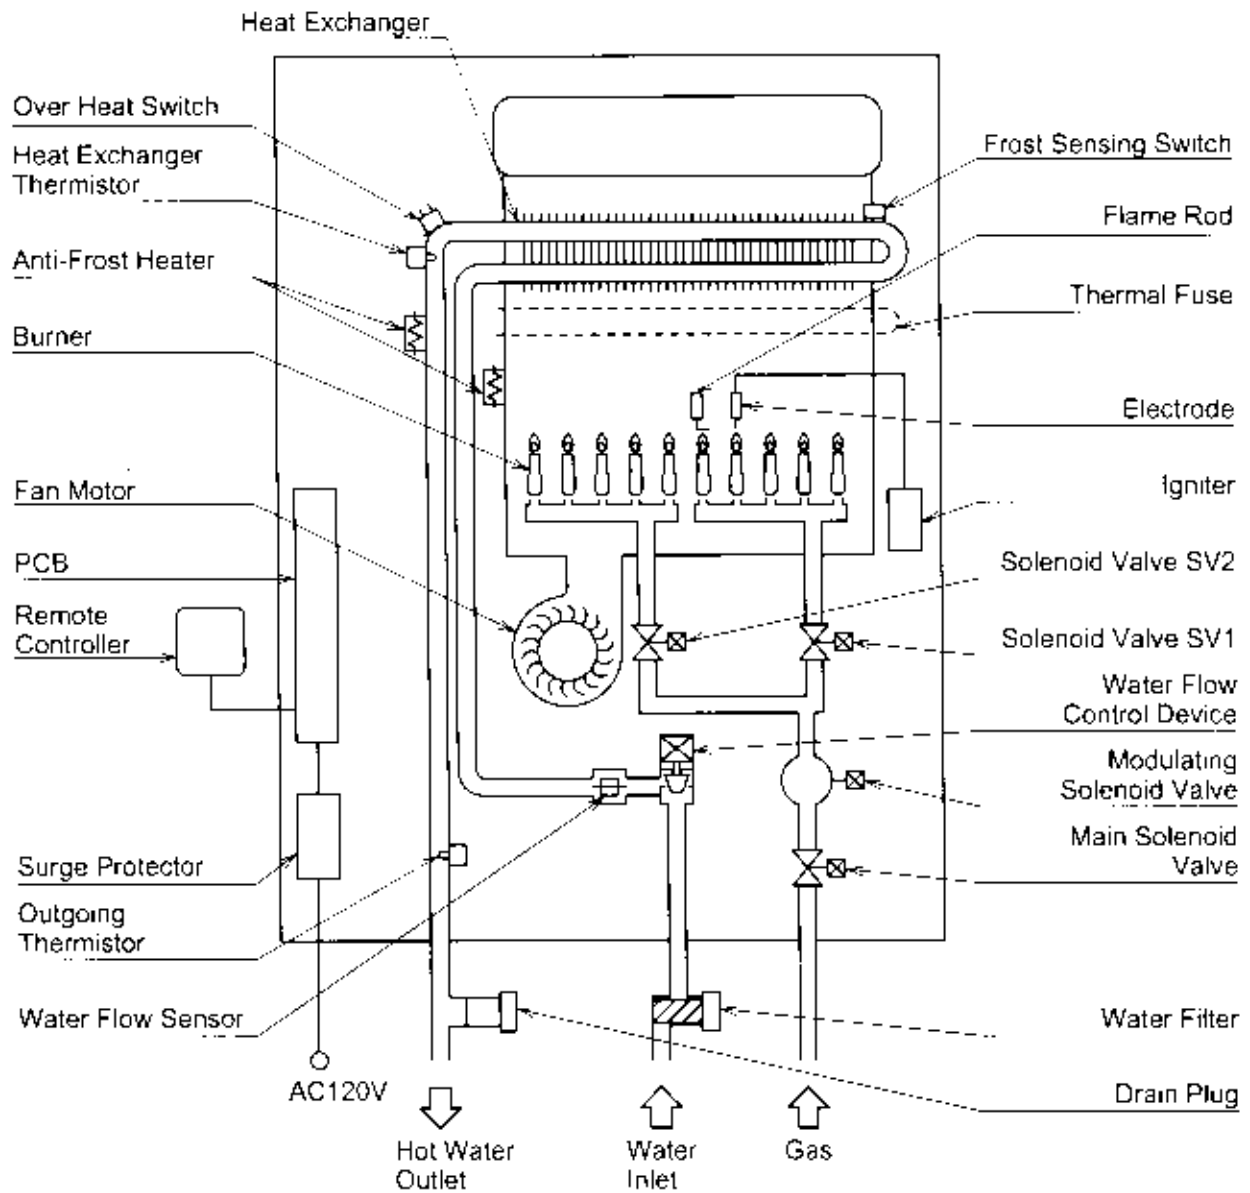 Heat Exchanger
Over Heat Switch
Heat Exchanger
Thermistor
Anti-Frost Heater
Burner
Fan Motor
PCB
Remote
Controller
Surge Protector
Outgoing
Thermistor
Water Flow Sensor
AC120V
Hot Water
Outlet
Water
Inlet
Gas
Frost Sensing Switch
Flame Rod
Thermal Fuse
Electrode
Igniter
Solenoid Valve SV2
Solenoid Valve SV1
Water Flow
Control Device
Modulating
Solenoid Valve
Main Solenoid
Valve
Water Filter
Drain Plug